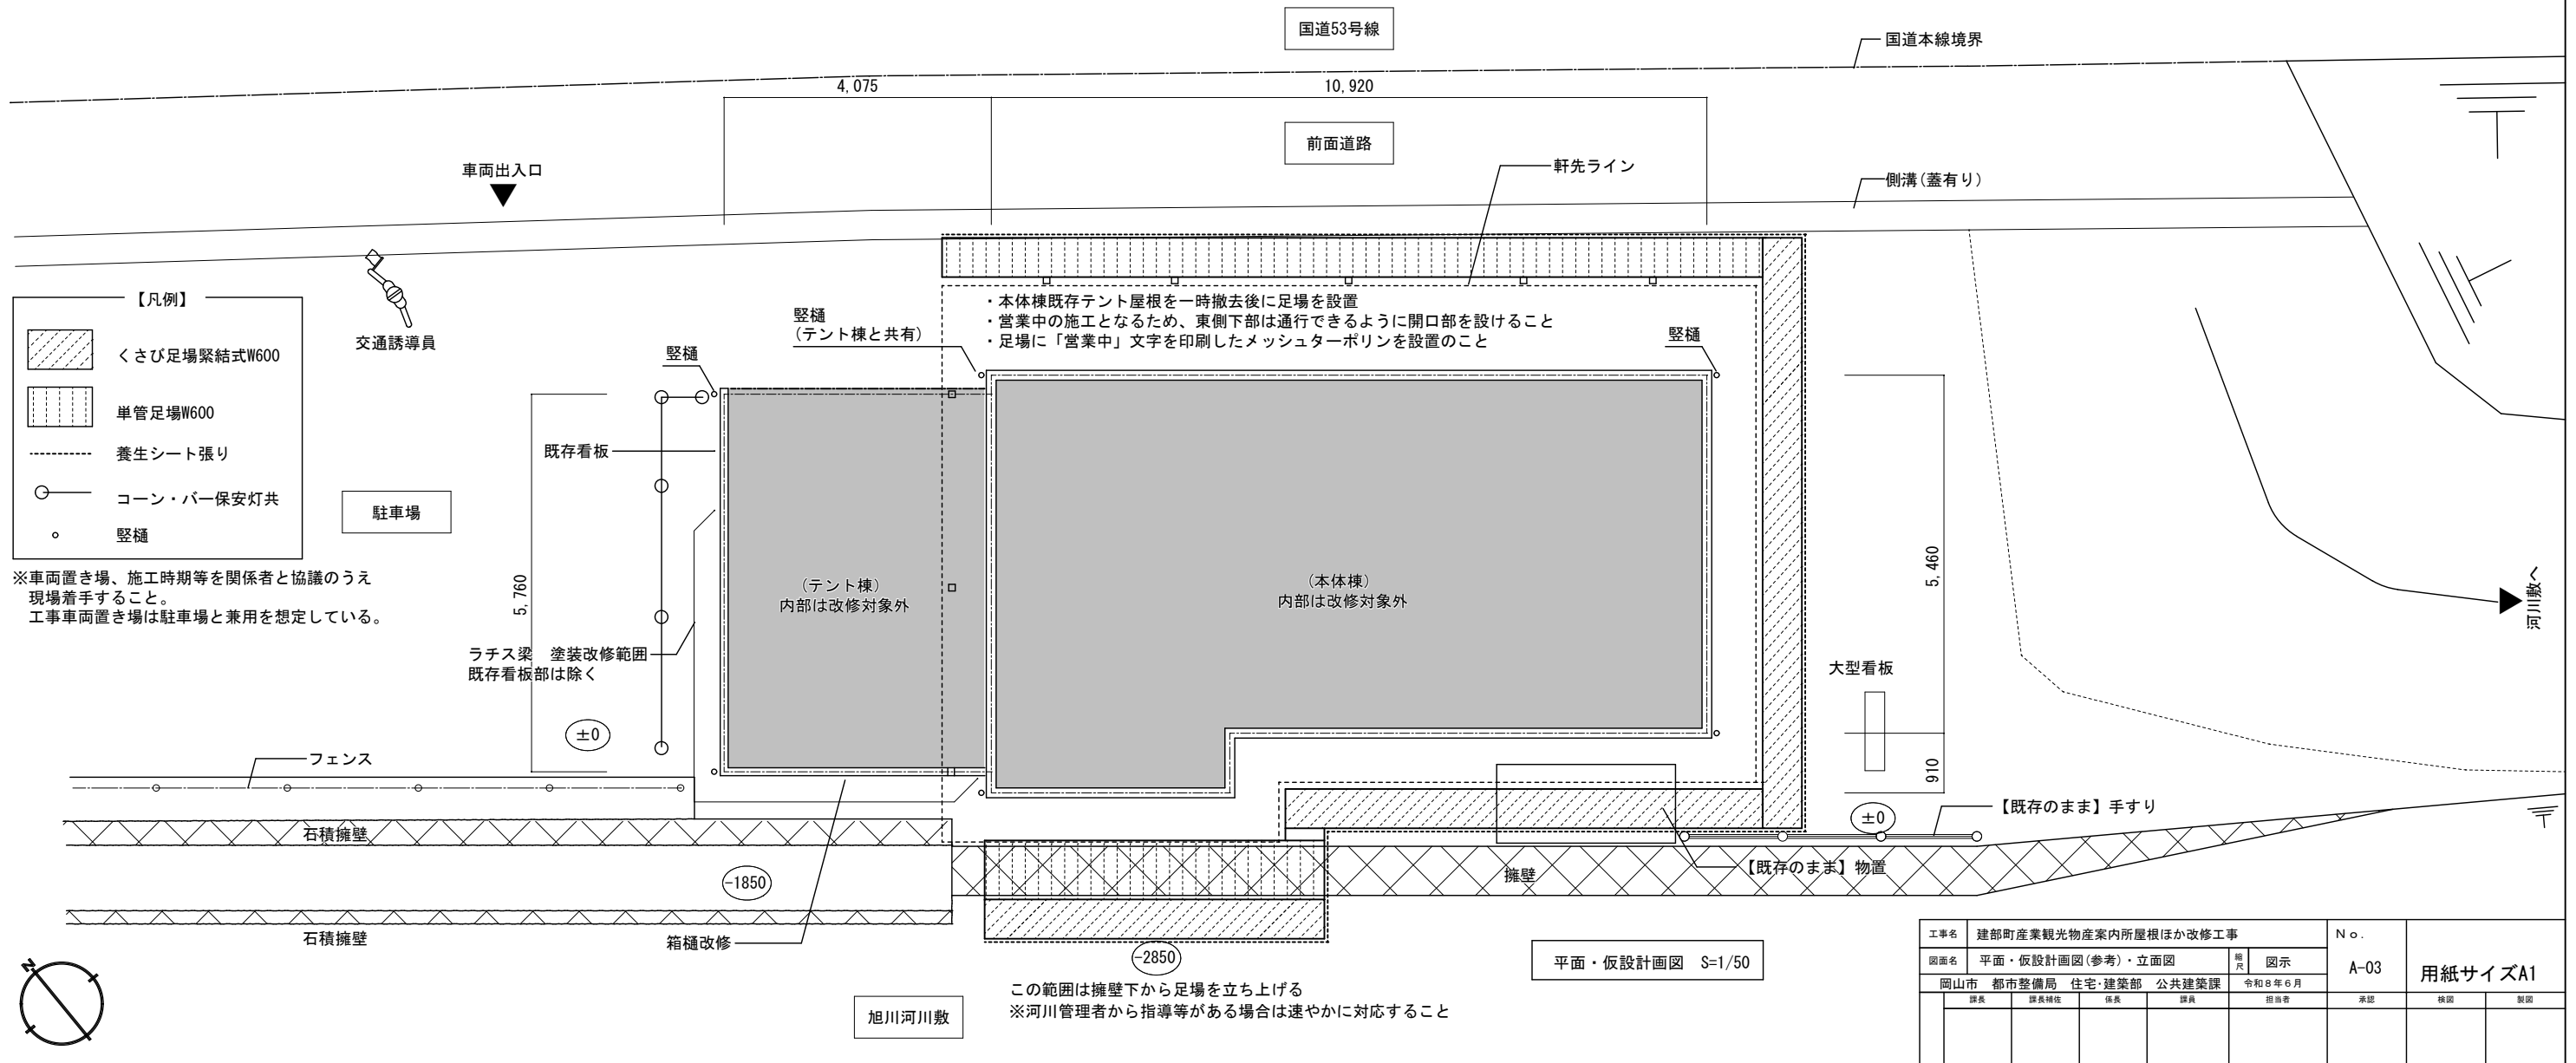 国道53号線
国道本線境界
4,075
10,920
前面道路
車両出入口
軒先ライン
側溝(蓋有り)
【凡例】
くさび足場緊結式W600
単管足場W600
養生シート張り
コーン・バー保安灯共
竪樋
交通誘導員
※車両置き場、施工時期等を関係者と協議のうえ
現場着手すること。
工事車両置き場は駐車場と兼用を想定している。
駐車場
竪樋
竪樋
(テント棟と共有)
・本体棟既存テント屋根を一時撤去後に足場を設置
・営業中の施工となるため、東側下部は通行できるように開口部を設けること
・足場に「営業中」文字を印刷したメッシュターポリンを設置のこと
竪樋
既存看板
5,760
(テント棟)
内部は改修対象外
(本体棟)
内部は改修対象外
5,460
910
河川敷へ
ラチス梁 塗装改修範囲
既存看板部は除く
大型看板
±0
±0
フェンス
【既存のまま】手すり
石積擁壁
擁壁
【既存のまま】物置
-1850
石積擁壁
箱樋改修
-2850
この範囲は擁壁下から足場を立ち上げる
※河川管理者から指導等がある場合は速やかに対応すること
旭川河川敷
平面・仮設計画図 S=1/50
N
工事名 建部町産業観光物産案内所屋根ほか改修工事 No.
図面名 平面・仮設計画図(参考)・立面図 縮尺 図示 A-03 用紙サイズA1
岡山市 都市整備局 住宅・建築部 公共建築課 令和8年6月
課長 課長補佐 係長 課員 担当者 承認 検図 製図